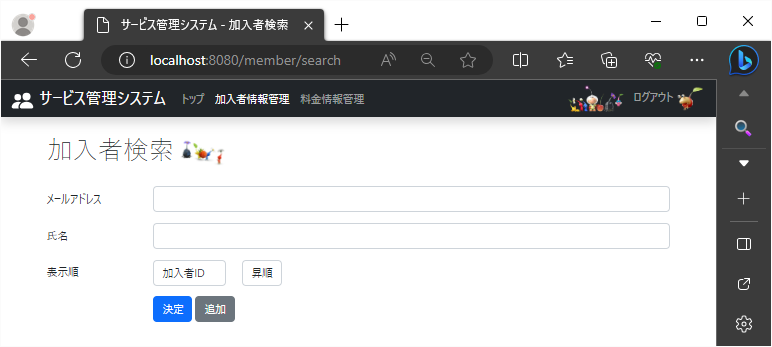 サービス管理システム - 加入者検索
localhost:8080/member/search
サービス管理システム トップ 加入者情報管理 料金情報管理 ログアウト
加入者検索
メールアドレス
氏名
表示順 加入者ID 昇順
決定 追加